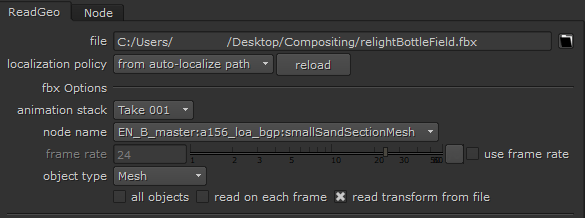 ReadGeo Node
file C:/Users/ /Desktop/Compositing/relightBottleField.fbx
localization policy from auto-localize path reload
fbx Options
animation stack Take 001
node name EN_B_master:a156_loa_bgp:smallSandSectionMesh
frame rate 24 1 2 3 4 5 10 20 30 40 use frame rate
object type Mesh
all objects read on each frame read transform from file